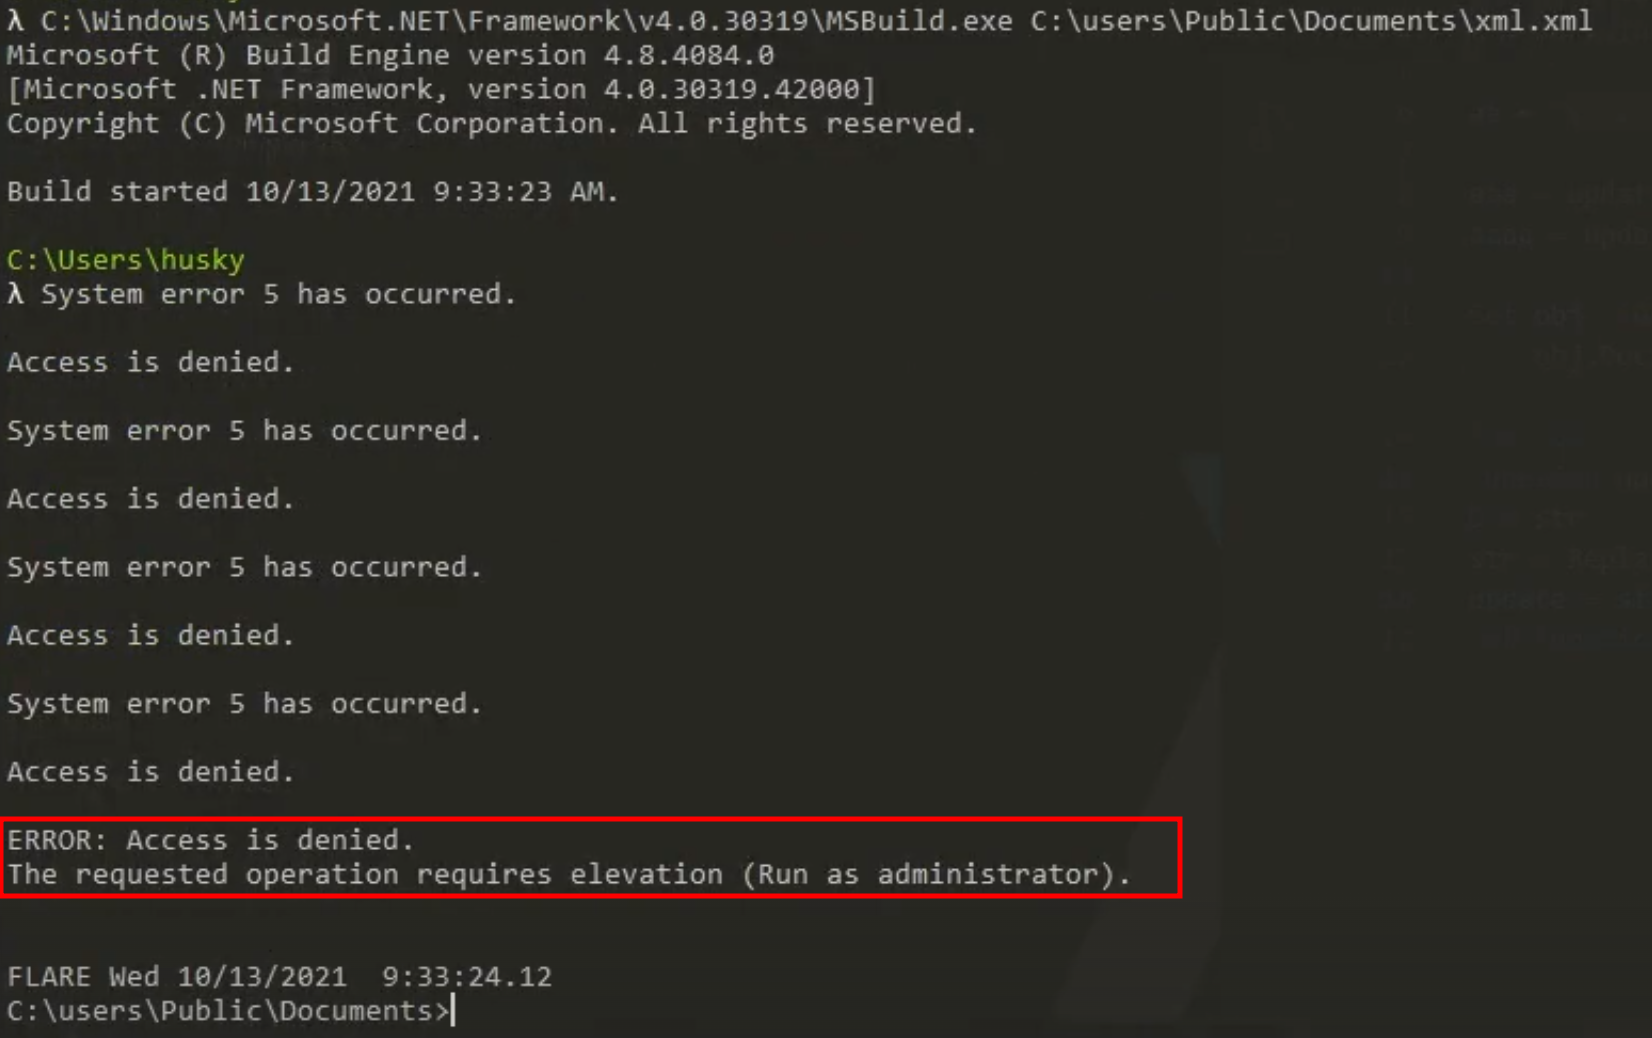 λ C:\Windows\Microsoft.NET\Framework\v4.0.30319\MSBuild.exe C:\users\Public\Documents\xml.xml
Microsoft (R) Build Engine version 4.8.4084.0
[Microsoft .NET Framework, version 4.0.30319.42000]
Copyright (C) Microsoft Corporation. All rights reserved.
Build started 10/13/2021 9:33:23 AM.
C:\Users\husky
λ System error 5 has occurred.
Access is denied.
System error 5 has occurred.
Access is denied.
System error 5 has occurred.
Access is denied.
System error 5 has occurred.
Access is denied.
ERROR: Access is denied.
The requested operation requires elevation (Run as administrator).
FLARE Wed 10/13/2021  9:33:24.12
C:\users\Public\Documents>